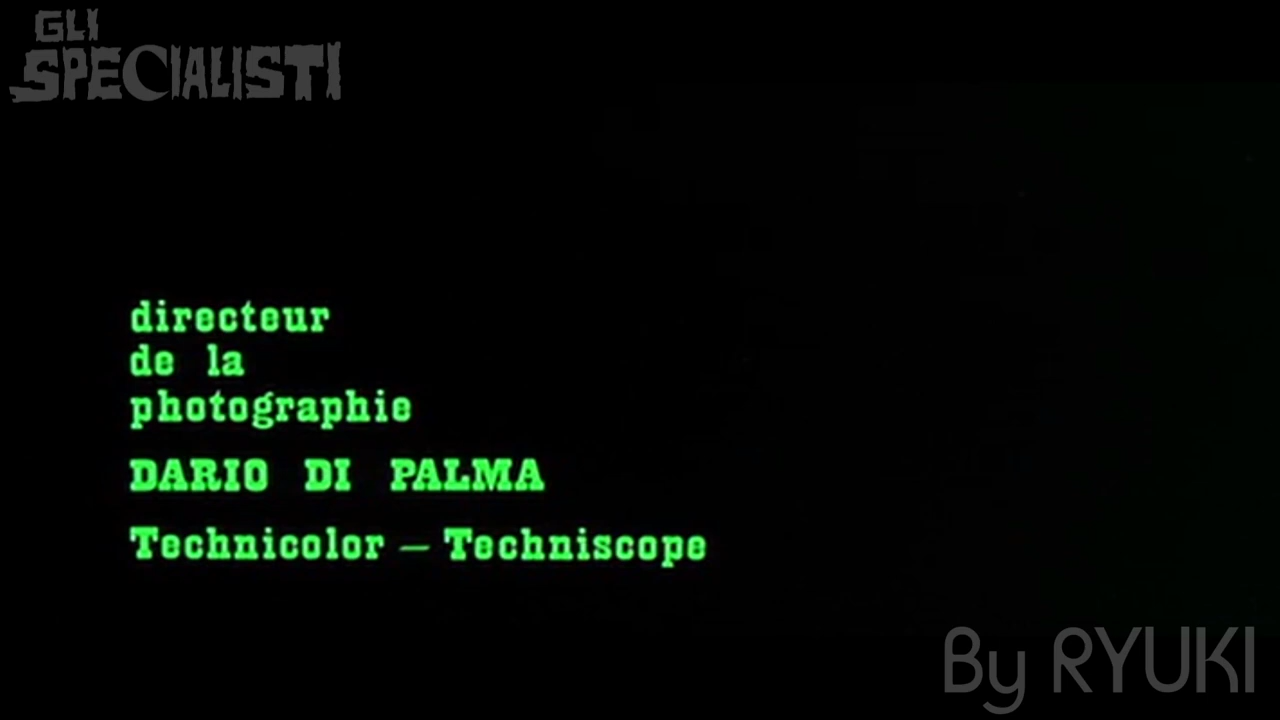 GLI
SPECIALISTI
directeur
de la
photographie
DARIO DI PALMA
Technicolor — Techniscope
By RYUKI